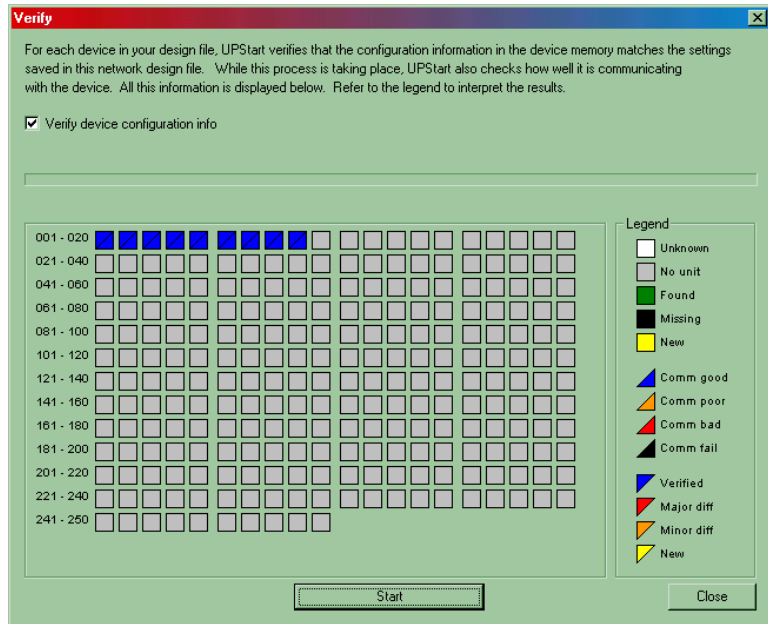 Verify
For each device in your design file, UPStart verifies that the configuration information in the device memory matches the settings
saved in this network design file. While this process is taking place, UPStart also checks how well it is communicating
with the device. All this information is displayed below. Refer to the legend to interpret the results.
Verify device configuration info
001 - 020
021 - 040
041 - 060
061 - 080
081 - 100
101 - 120
121 - 140
141 - 160
161 - 180
181 - 200
201 - 220
221 - 240
241 - 250
Legend
Unknown
No unit
Found
Missing
New
Comm good
Comm poor
Comm bad
Comm fail
Verified
Major diff
Minor diff
New
Start
Close